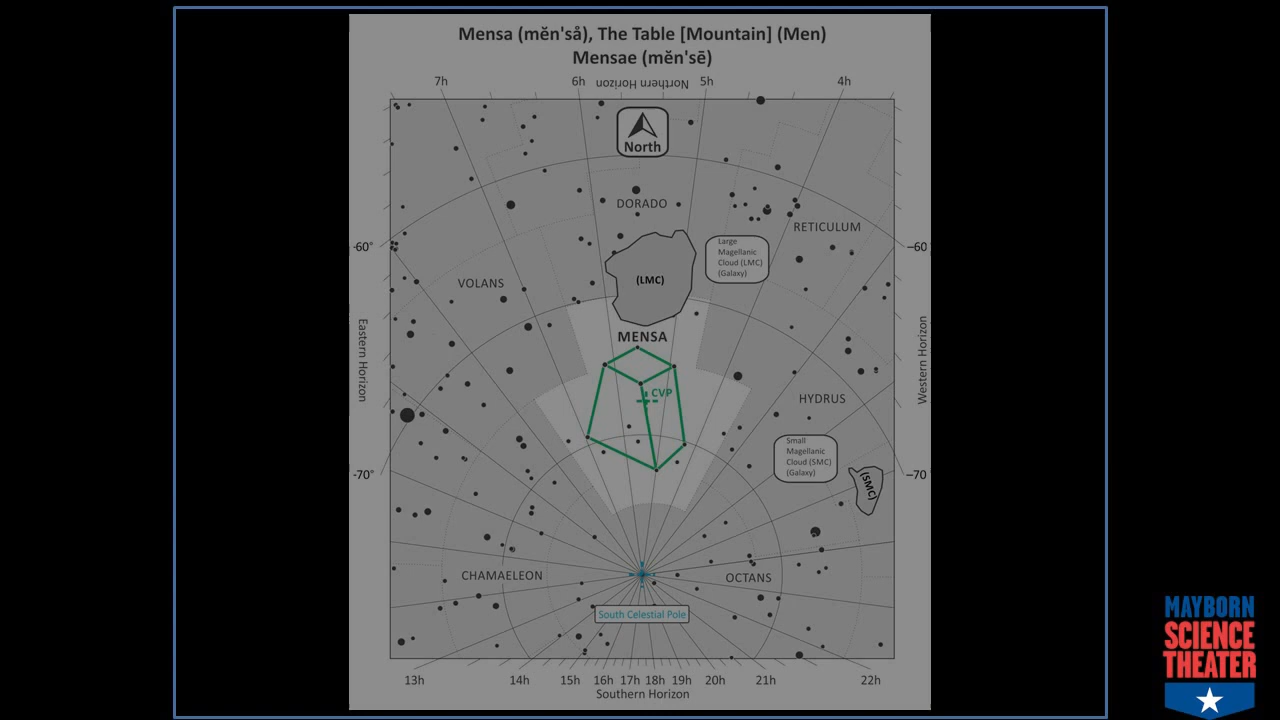 Mensa (mĕn'så), The Table [Mountain] (Men)
Mensae (mĕn'sē)
7h
6h
Northern Horizon
5h
4h
North
DORADO
RETICULUM
-60°
Large
Magellanic
Cloud (LMC)
(Galaxy)
−60
(LMC)
VOLANS
MENSA
Eastern Horizon
Western Horizon
CVP
HYDRUS
Small
Magellanic
Cloud (SMC)
(Galaxy)
-70°
−70
(SMC)
CHAMAELEON
OCTANS
South Celestial Pole
13h
14h
15h
16h
17h
18h
19h
20h
21h
22h
Southern Horizon
MAYBORN
SCIENCE
THEATER